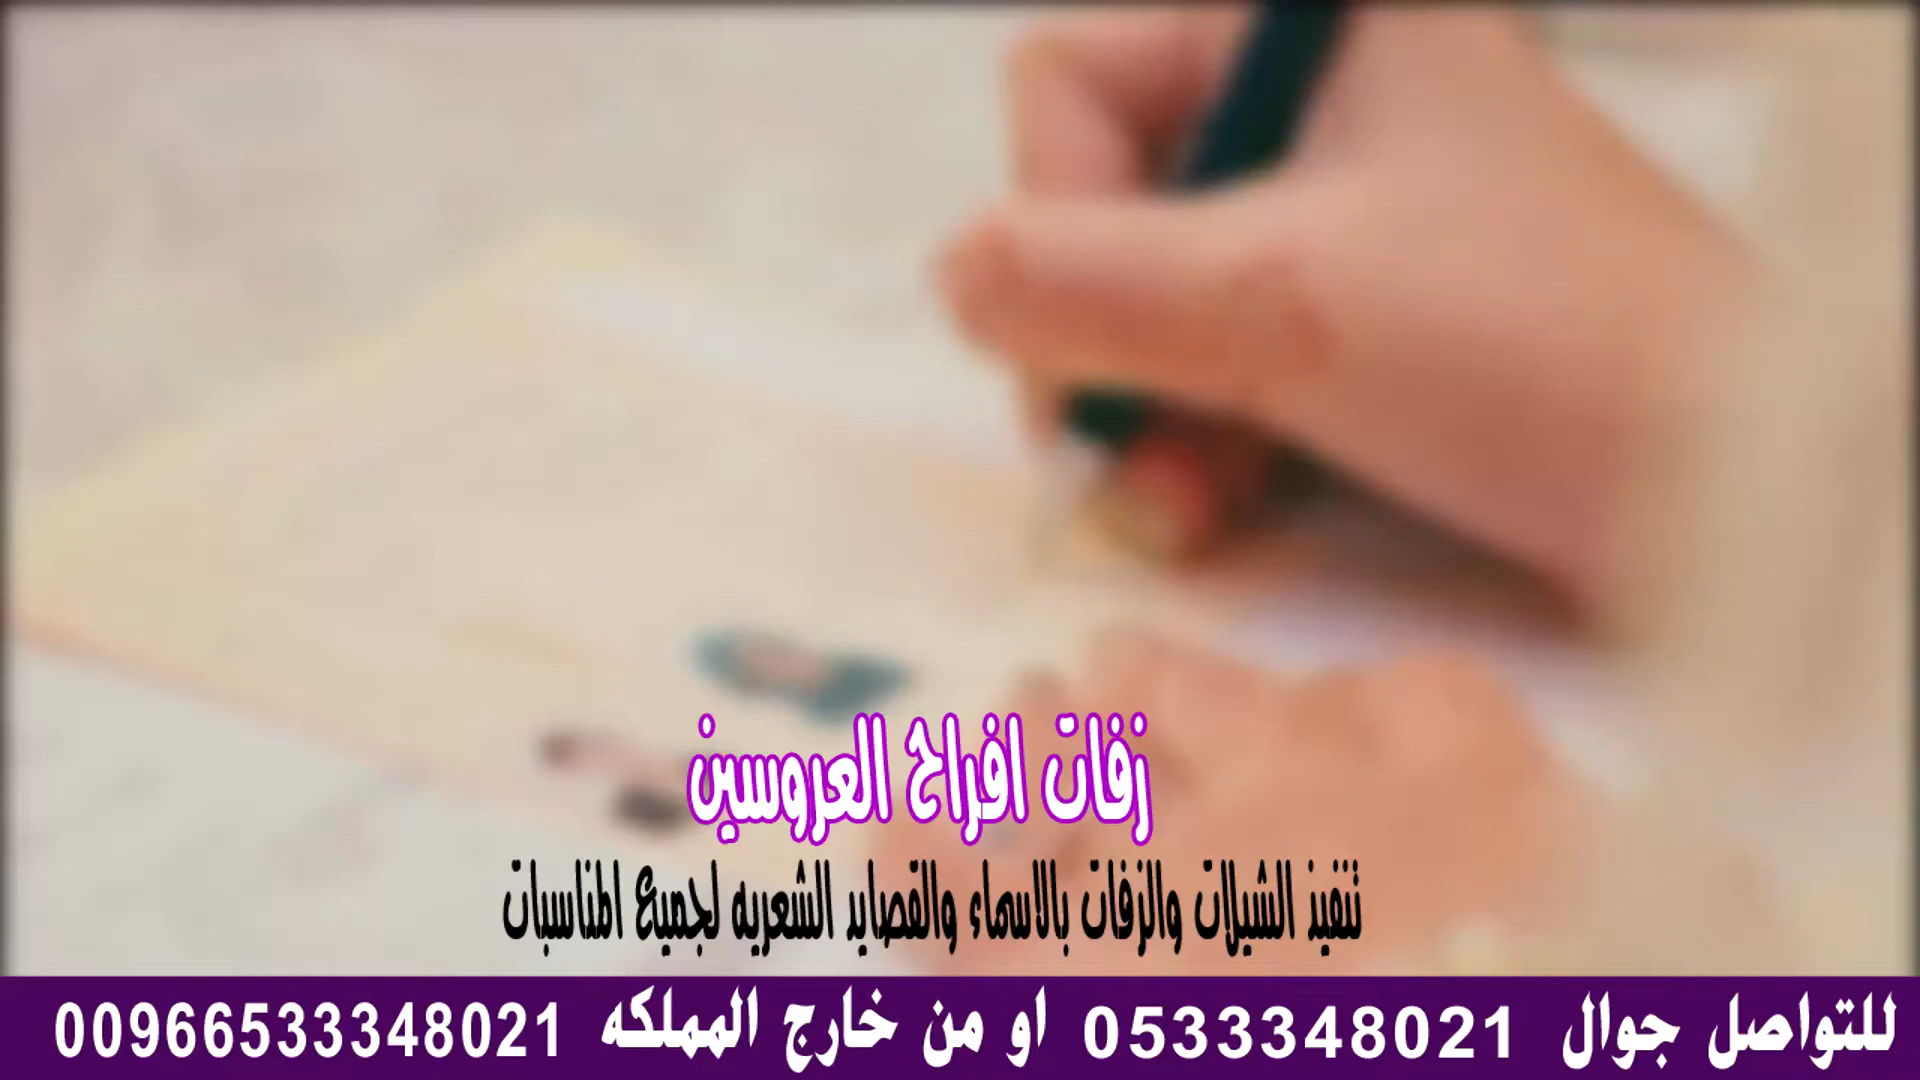 زفات افراح العروسين
تنفيذ الشيلات والزفات بالاسماء والقصايد الشعريه لجميع المناسبات
للتواصل جوال 0533348021 او من خارج المملكه 00966533348021